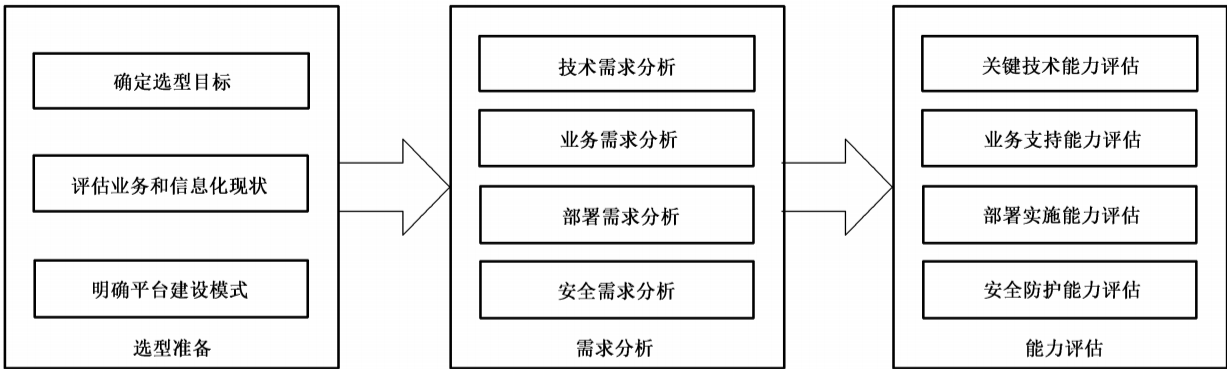 确定选型目标
评估业务和信息化现状
明确平台建设模式
选型准备
技术需求分析
业务需求分析
部署需求分析
安全需求分析
需求分析
关键技术能力评估
业务支持能力评估
部署实施能力评估
安全防护能力评估
能力评估